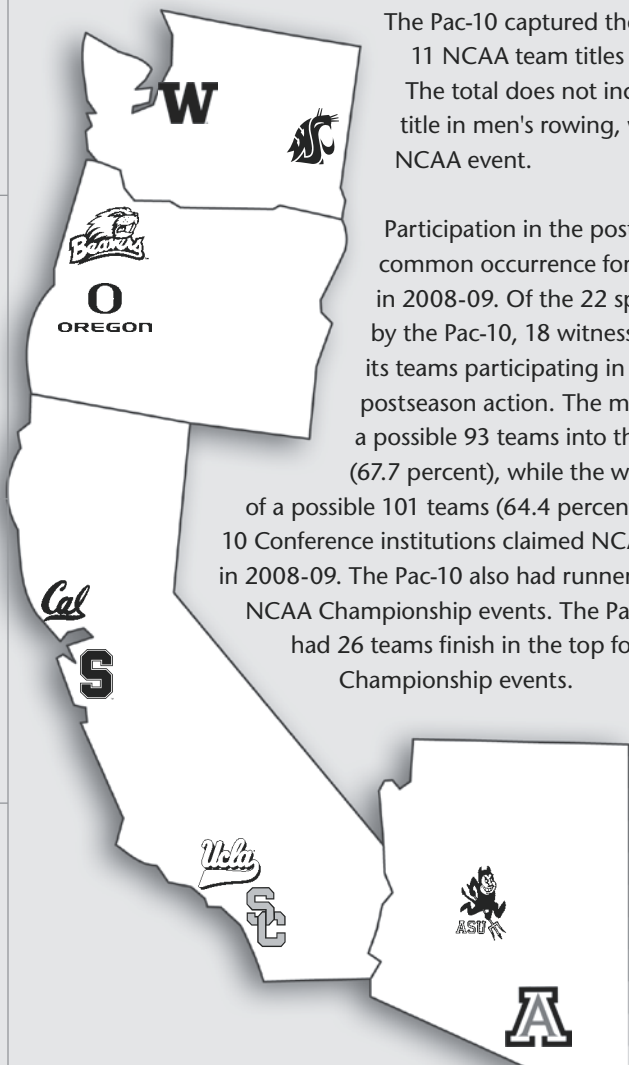 The Pac-10 captured the
11 NCAA team titles
The total does not inc
title in men's rowing,
NCAA event.
Participation in the post
common occurrence for
in 2008-09. Of the 22 sp
by the Pac-10, 18 witness
its teams participating in
postseason action. The m
a possible 93 teams into th
(67.7 percent), while the w
of a possible 101 teams (64.4 percen
10 Conference institutions claimed NCA
in 2008-09. The Pac-10 also had runner
NCAA Championship events. The Pa
had 26 teams finish in the top fo
Championship events.
W
WSC
Beavers
O
OREGON
Cal
S
Ucla
SC
ASU
A